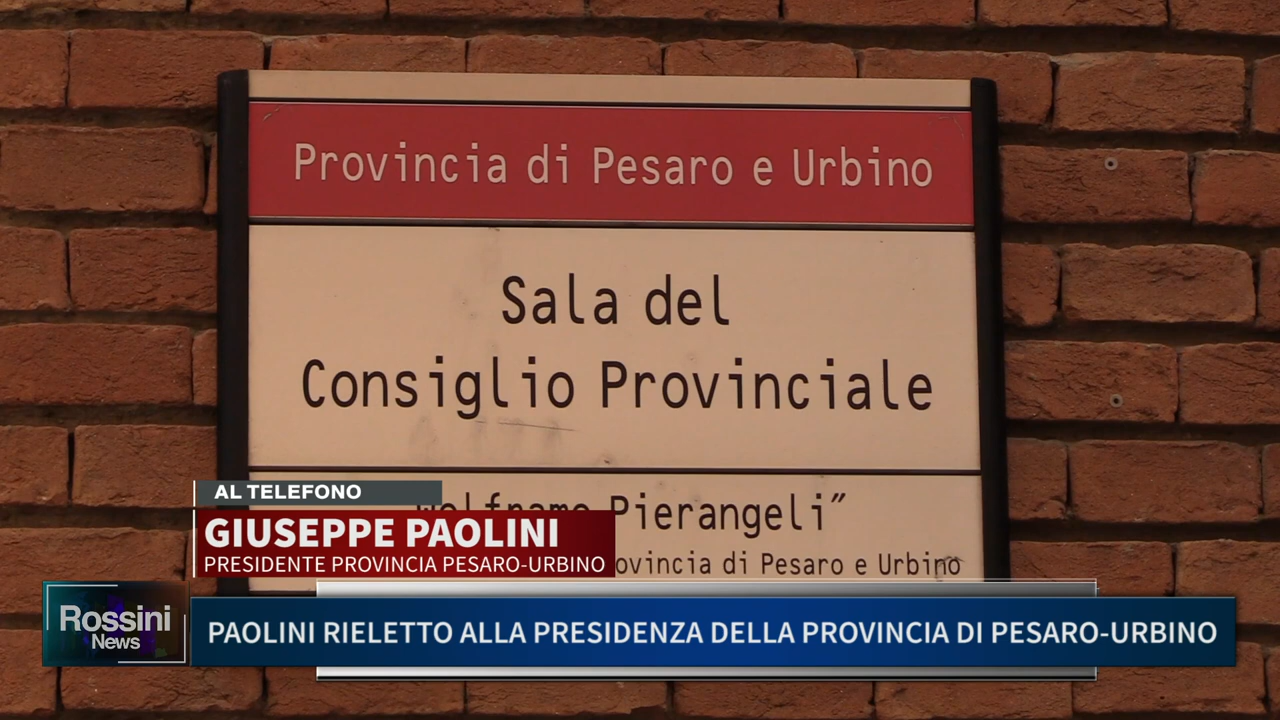 Provincia di Pesaro e Urbino
Sala del
Consiglio Provinciale
Pierangeli”
di Pesaro e Urbino
AL TELEFONO
GIUSEPPE PAOLINI
PRESIDENTE PROVINCIA PESARO-URBINO
Rossini
News
PAOLINI RIELETTO ALLA PRESIDENZA DELLA PROVINCIA DI PESARO-URBINO